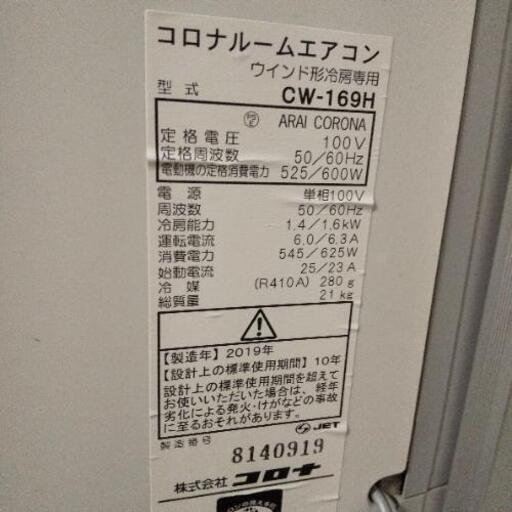 コロナルームエアコン
ウインド形冷房専用
型式 CW-169H
ARAI CORONA
定格電圧 100V
定格周波数 50/60Hz
電動機の定格消費電力 525/600W
電源 単相100V
周波数 50/60Hz
冷房能力 1.4/1.6kW
運転電流 6.0/6.3A
消費電力 545/625W
始動電流 25/23A
冷媒 (R410A) 280g
総質量 21kg
【製造年】2019年
【設計上の標準使用期間】10年
設計上の標準使用期間を超えて
お使いいただいた場合は、経年
劣化による発火・けがなどの事故
に至るおそれがあります。
JET
製造番号 8140919
株式会社コロナ